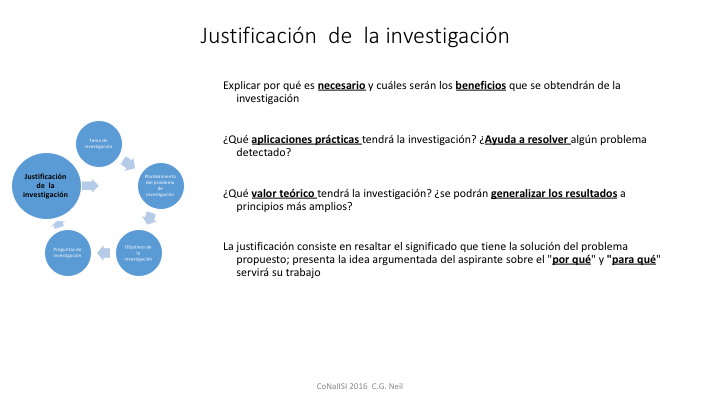 Justificación de la investigación
Explicar por qué es necesario y cuáles serán los beneficios que se obtendrán de la
investigación
¿Qué aplicaciones prácticas tendrá la investigación? ¿Ayuda a resolver algún problema
detectado?
¿Qué valor teórico tendrá la investigación? ¿se podrán generalizar los resultados a
principios más amplios?
La justificación consiste en resaltar el significado que tiene la solución del problema
propuesto; presenta la idea argumentada del aspirante sobre el "por qué" y "para qué"
servirá su trabajo
Tema de
investigación
Planteamiento
del problema
de
investigación
Objetivos de
la
investigación
Preguntas de
investigación
Justificación
de la
investigación
CoNaIISI 2016 C.G. Neil